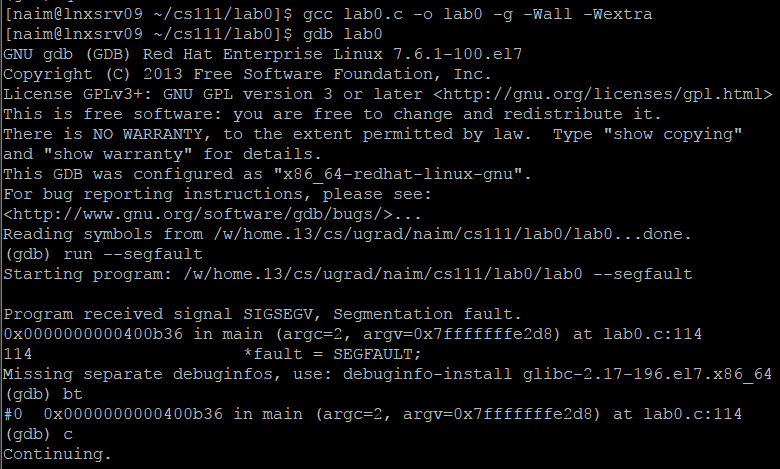 [naim@lnxsrv09 ~/cs111/lab0]$ gcc lab0.c -o lab0 -g -Wall -Wextra
[naim@lnxsrv09 ~/cs111/lab0]$ gdb lab0
GNU gdb (GDB) Red Hat Enterprise Linux 7.6.1-100.el7
Copyright (C) 2013 Free Software Foundation, Inc.
License GPLv3+: GNU GPL version 3 or later <http://gnu.org/licenses/gpl.html>
This is free software: you are free to change and redistribute it.
There is NO WARRANTY, to the extent permitted by law.  Type "show copying"
and "show warranty" for details.
This GDB was configured as "x86_64-redhat-linux-gnu".
For bug reporting instructions, please see:
<http://www.gnu.org/software/gdb/bugs/>...
Reading symbols from /w/home.13/cs/ugrad/naim/cs111/lab0/lab0...done.
(gdb) run --segfault
Starting program: /w/home.13/cs/ugrad/naim/cs111/lab0/lab0 --segfault
Program received signal SIGSEGV, Segmentation fault.
0x0000000000400b36 in main (argc=2, argv=0x7fffffffe2d8) at lab0.c:114
114                     *fault = SEGFAULT;
Missing separate debuginfos, use: debuginfo-install glibc-2.17-196.el7.x86_64
(gdb) bt
#0  0x0000000000400b36 in main (argc=2, argv=0x7fffffffe2d8) at lab0.c:114
(gdb) c
Continuing.